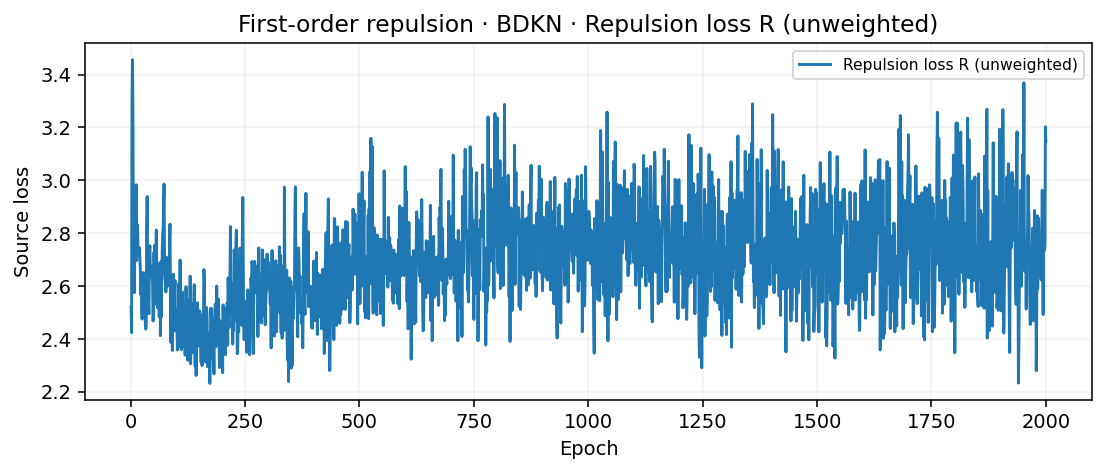 First-order repulsion · BDKN · Repulsion loss R (unweighted)
Repulsion loss R (unweighted)
Source loss
3.4
3.2
3.0
2.8
2.6
2.4
2.2
0 250 500 750 1000 1250 1500 1750 2000
Epoch